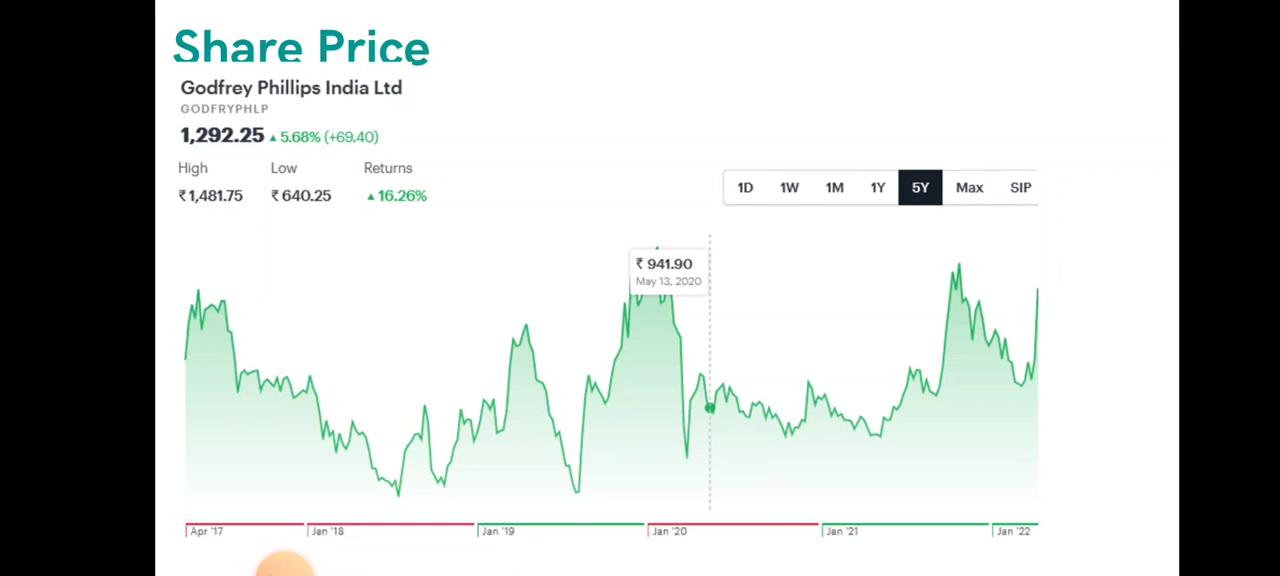 Share Price
Godfrey Phillips India Ltd
GODFRYPHLP
1,292.25 ▲ 5.68% (+69.40)
High Low Returns
₹1,481.75 ₹640.25 ▲ 16.26%
1D 1W 1M 1Y 5Y Max SIP
₹ 941.90
May 13, 2020
Apr '17 Jan '18 Jan '19 Jan '20 Jan '21 Jan '22